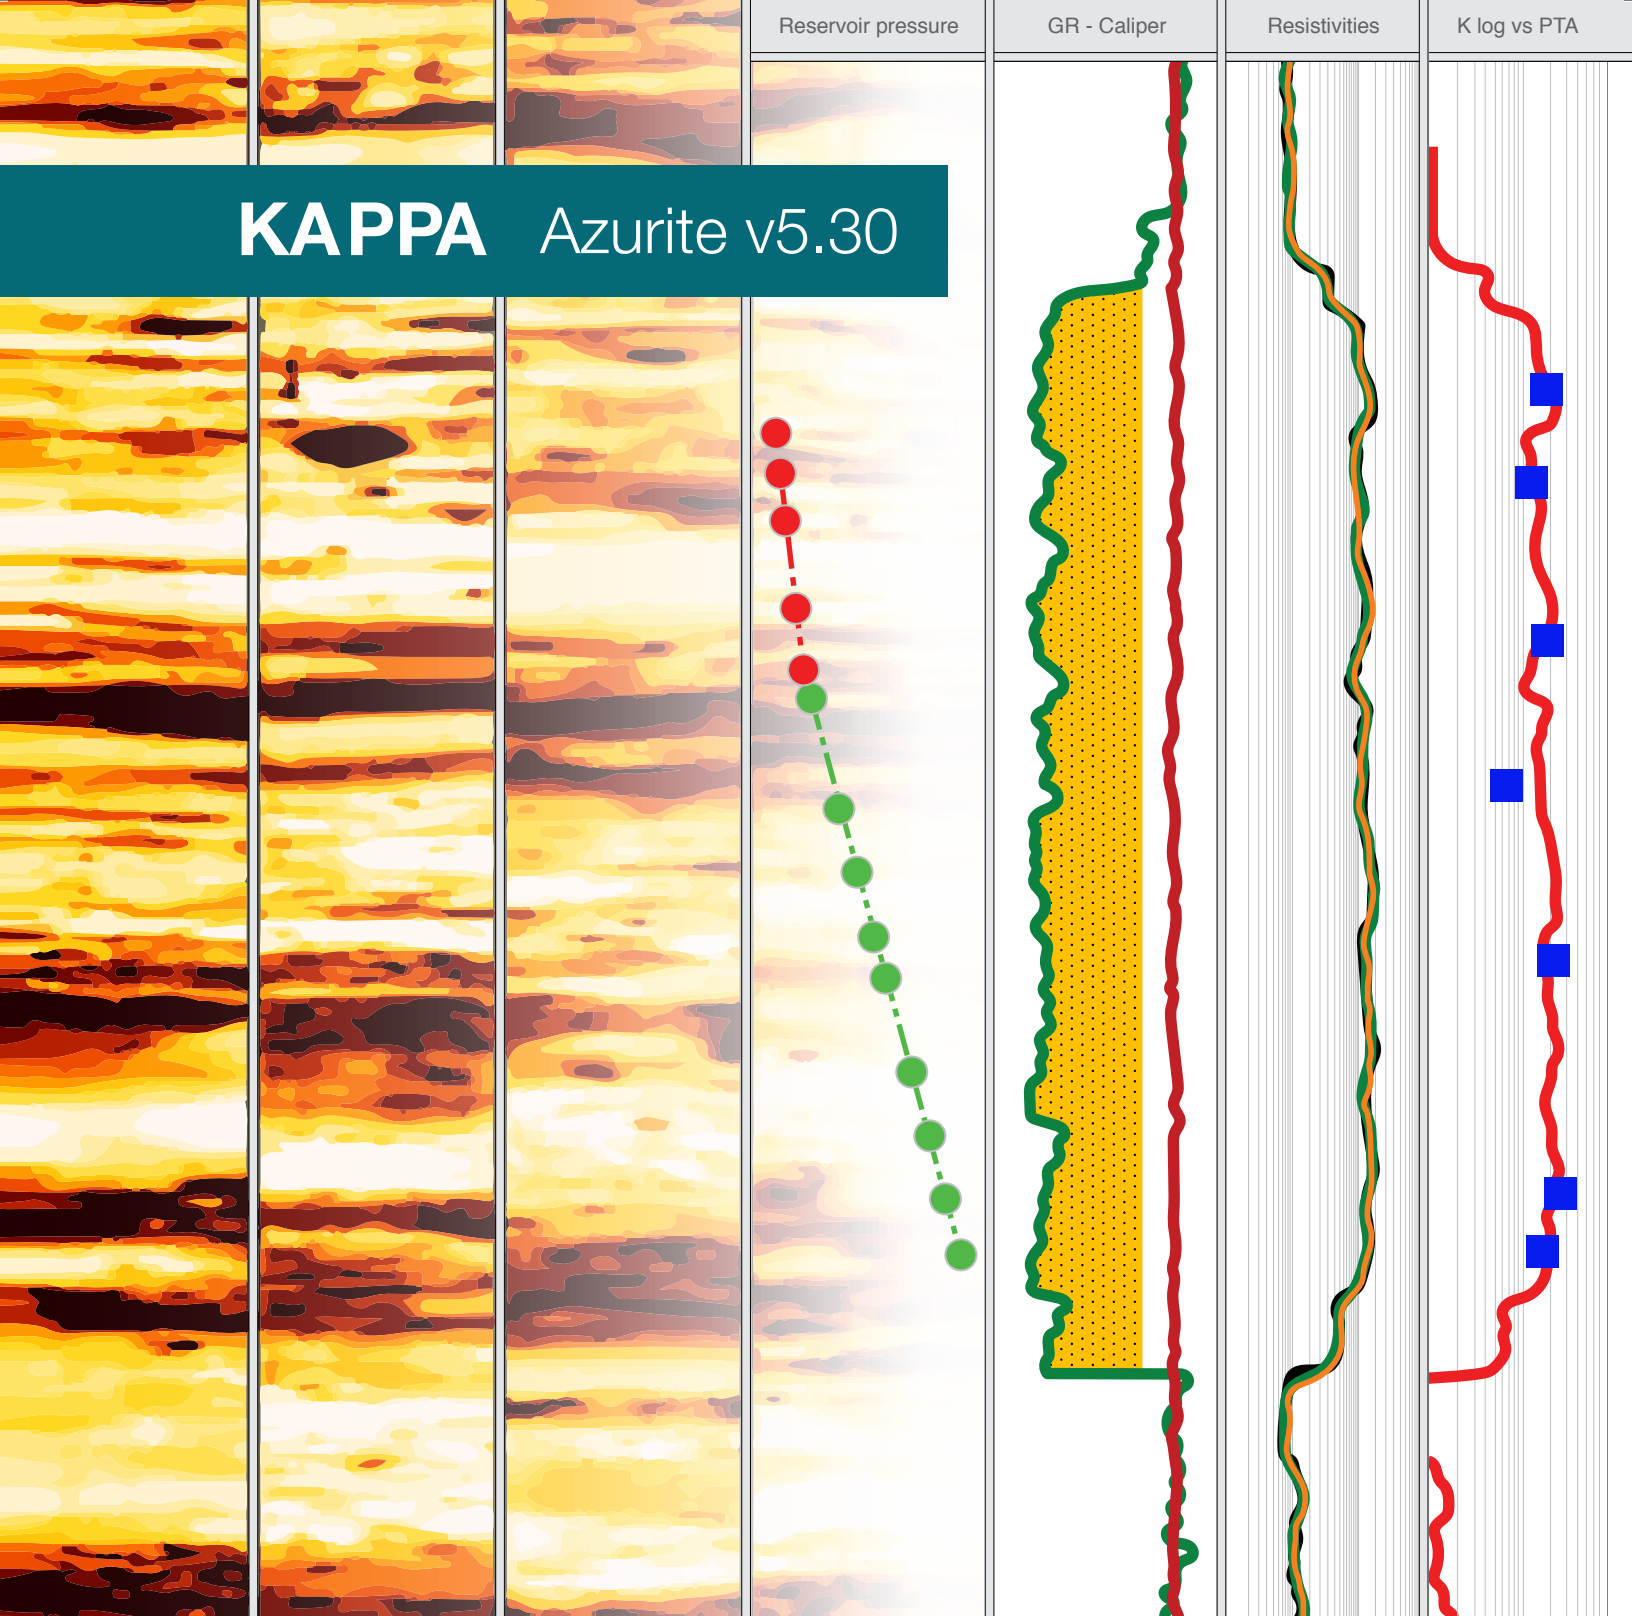 Reservoir pressure
GR - Caliper
Resistivities
K log vs PTA
KAPPA Azurite v5.30